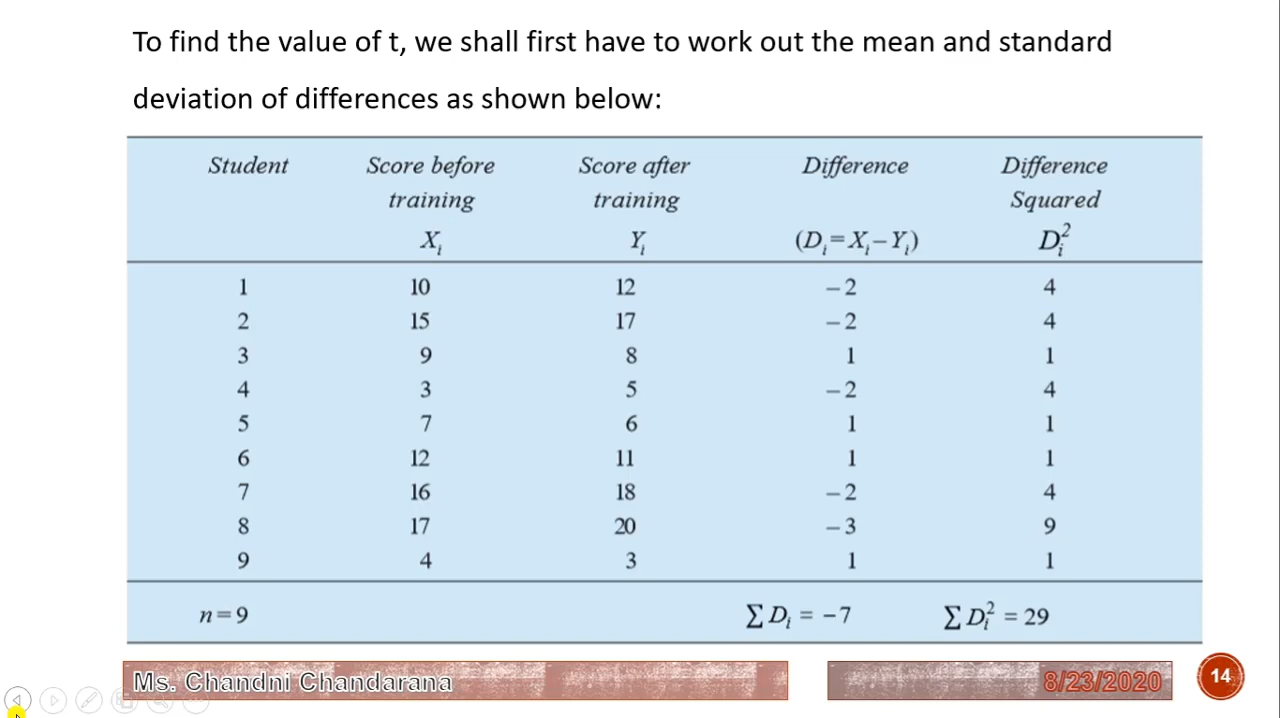 To find the value of t, we shall first have to work out the mean and standard
deviation of differences as shown below:
Student Score before Score after Difference Difference
training training Squared
Xᵢ Yᵢ (Dᵢ=Xᵢ−Yᵢ) Dᵢ²
1 10 12 −2 4
2 15 17 −2 4
3 9 8 1 1
4 3 5 −2 4
5 7 6 1 1
6 12 11 1 1
7 16 18 −2 4
8 17 20 −3 9
9 4 3 1 1
n=9 ∑Dᵢ = −7 ∑Dᵢ² = 29
Ms. Chandni Chandarana 8/23/2020 14